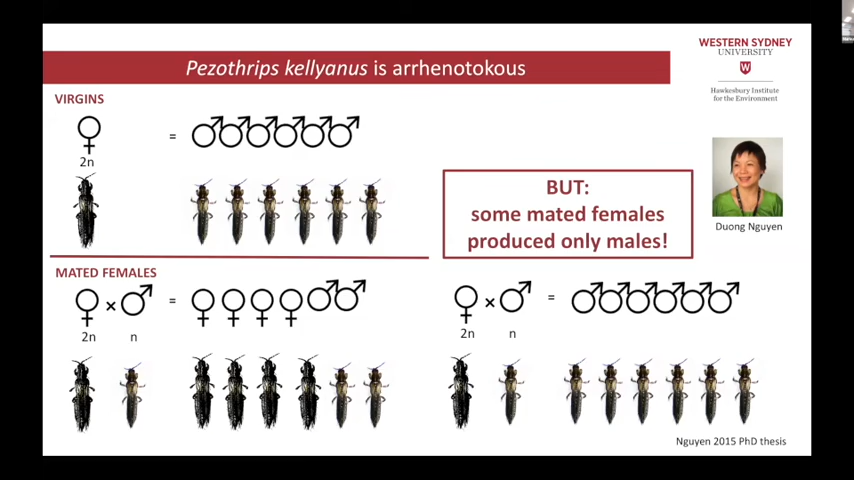 Pezothrips kellyanus is arrhenotokous
WESTERN SYDNEY
UNIVERSITY
W
Hawkesbury Institute
for the Environment
VIRGINS
2n
=
BUT:
some mated females
produced only males!
Duong Nguyen
MATED FEMALES
× =
2n n
× =
2n n
Nguyen 2015 PhD thesis